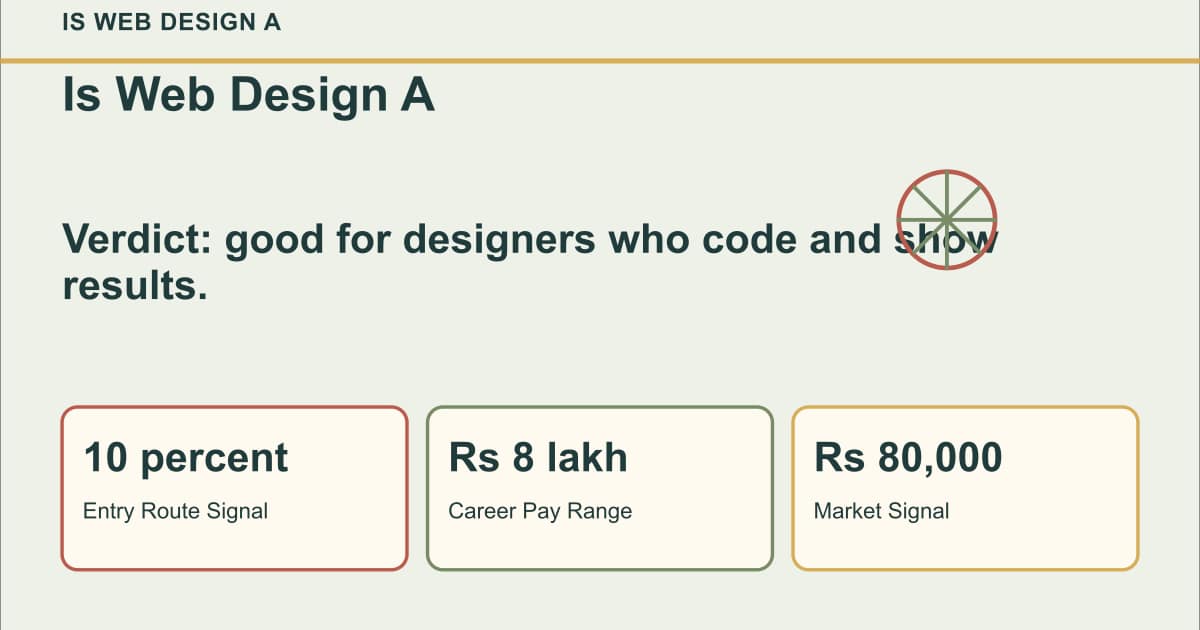 IS WEB DESIGN A
Is Web Design A
Verdict: good for designers who code and show
results.
10 percent
Entry Route Signal
Rs 8 lakh
Career Pay Range
Rs 80,000
Market Signal